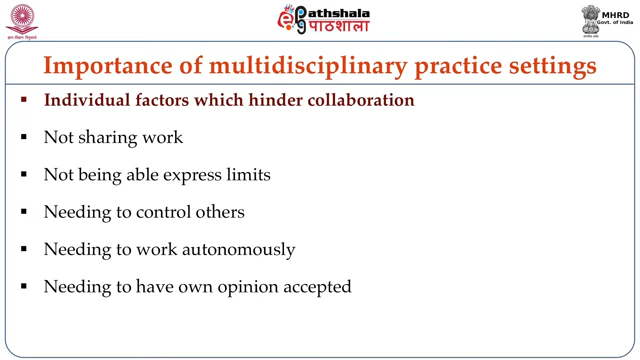 Pathshala
पाठशाला
MHRD
Govt. of India
Importance of multidisciplinary practice settings
Individual factors which hinder collaboration
Not sharing work
Not being able express limits
Needing to control others
Needing to work autonomously
Needing to have own opinion accepted